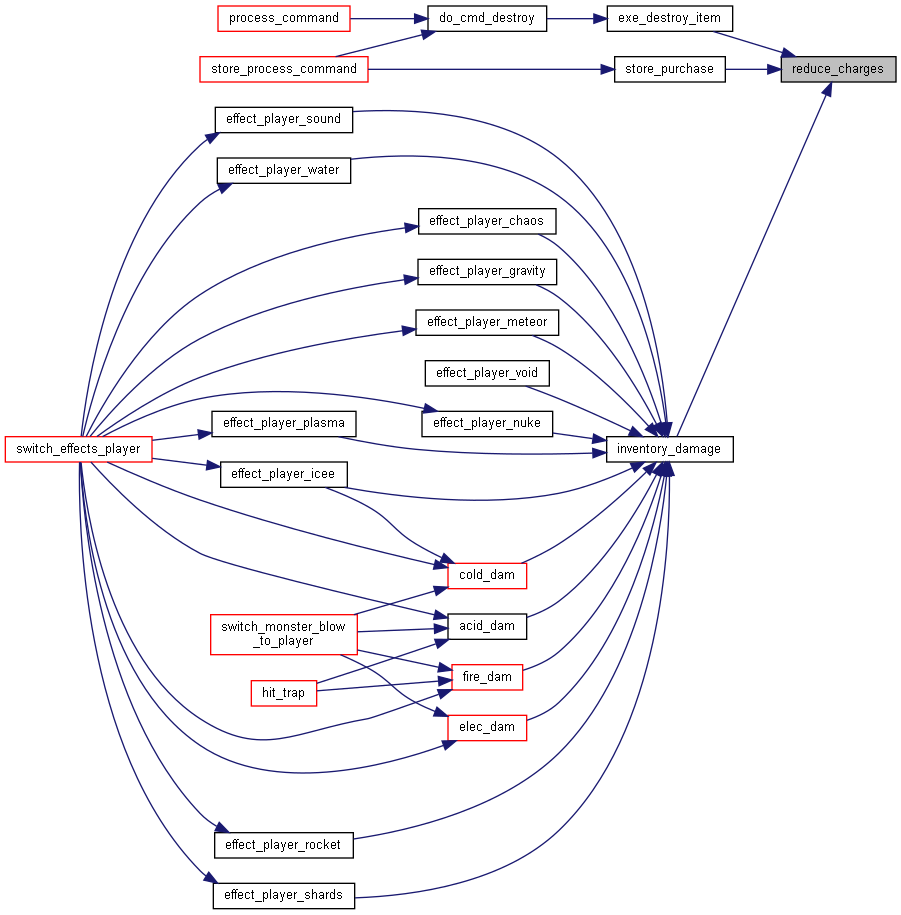 process_command
do_cmd_destroy
exe_destroy_item
store_process_command
store_purchase
reduce_charges
effect_player_sound
effect_player_water
effect_player_chaos
effect_player_gravity
effect_player_meteor
effect_player_void
effect_player_plasma
effect_player_nuke
switch_effects_player
inventory_damage
effect_player_icee
cold_dam
switch_monster_blow
_to_player
acid_dam
fire_dam
hit_trap
elec_dam
effect_player_rocket
effect_player_shards